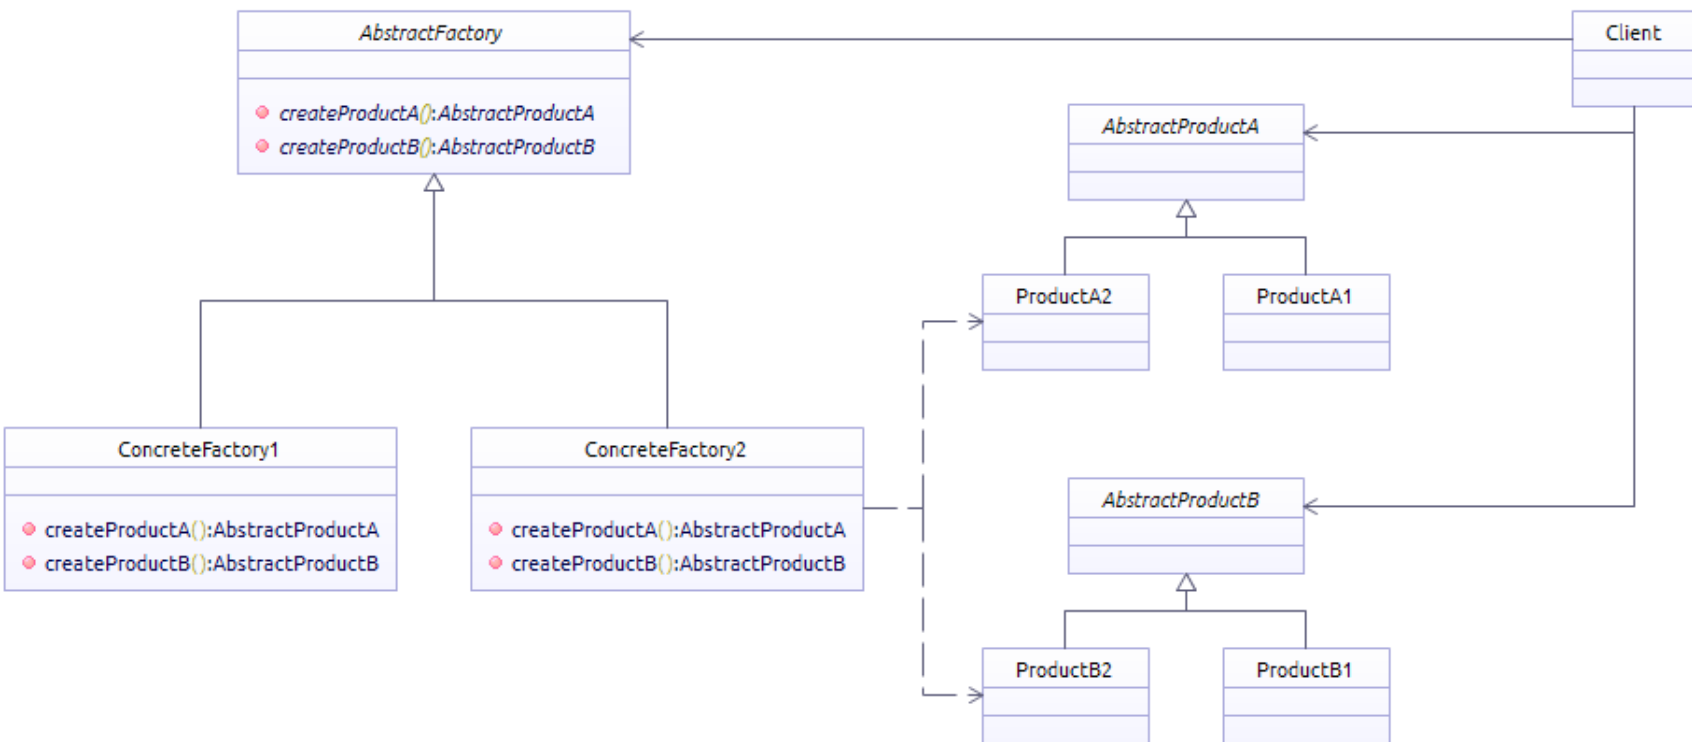 AbstractFactory
createProductA():AbstractProductA
createProductB():AbstractProductB
Client
AbstractProductA
ProductA2
ProductA1
ConcreteFactory1
createProductA():AbstractProductA
createProductB():AbstractProductB
ConcreteFactory2
createProductA():AbstractProductA
createProductB():AbstractProductB
AbstractProductB
ProductB2
ProductB1